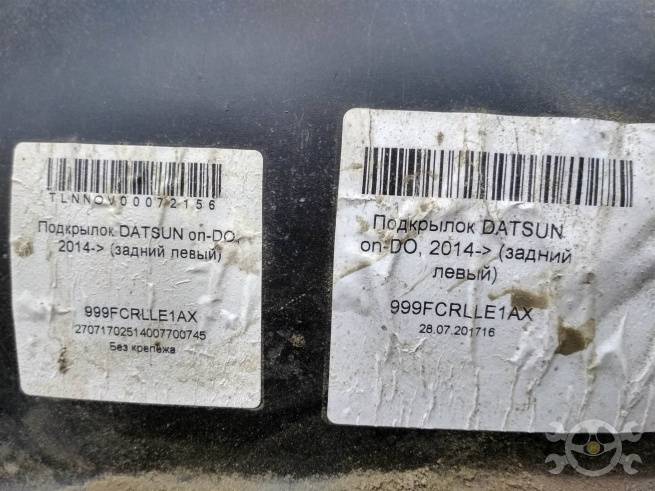 TLNNOV00072156
Подкрылок DATSUN on-DO,
2014-> (задний левый)
999FCRLLE1AX
27071702514007700745
Без крепежа
Подкрылок DATSUN
on-DO, 2014-> (задний
левый)
999FCRLLE1AX
28.07.201716